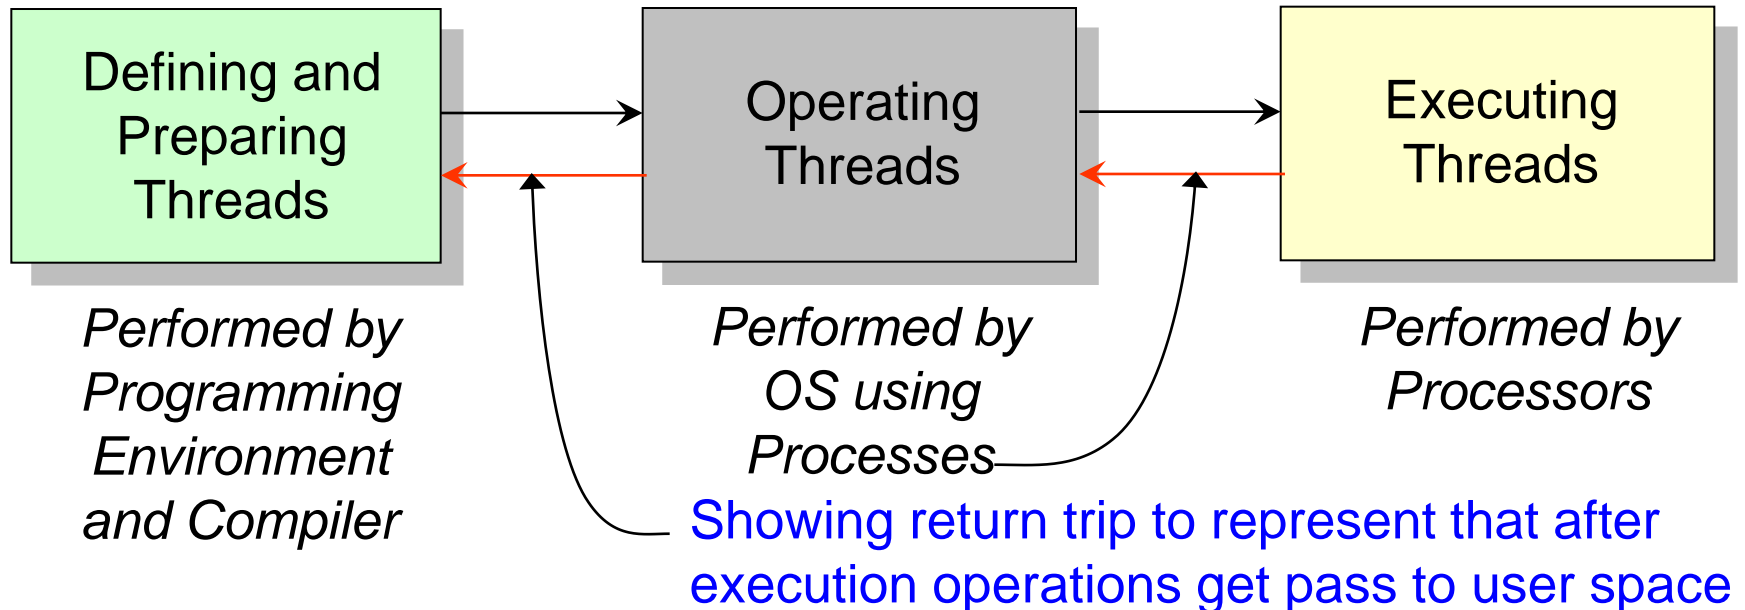 Defining and
Preparing
Threads
Operating
Threads
Executing
Threads
Performed by
Programming
Environment
and Compiler
Performed by
OS using
Processes
Performed by
Processors
Showing return trip to represent that after
execution operations get pass to user space